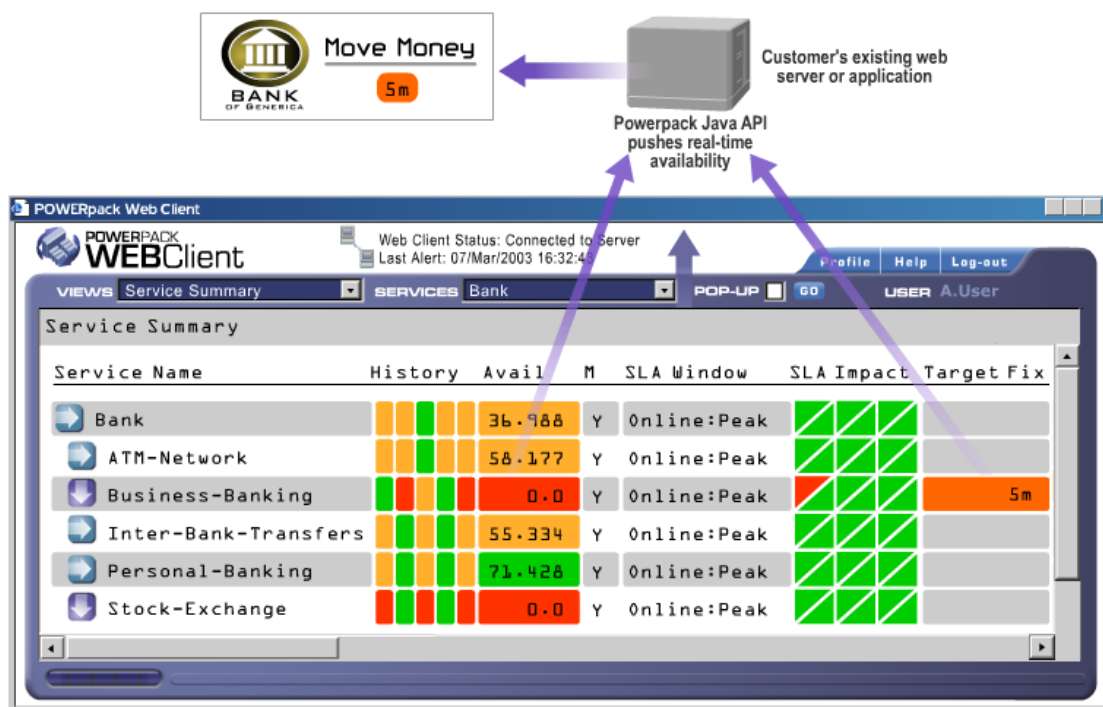 Move Money
5m
BANK
OF GENERICA
Customer's existing web
server or application
Powerpack Java API
pushes real-time
availability
POWERpack Web Client
POWERPACK
WEBClient
Web Client Status: Connected to Server
Last Alert: 07/Mar/2003 16:32:43
Profile Help Log-out
VIEWS Service Summary SERVICES Bank POP-UP GO USER A.User
Service Summary
Service Name History Avail M SLA Window SLA Impact Target Fix
Bank 36.988 Y Online:Peak
ATM-Network 58.177 Y Online:Peak
Business-Banking 0.0 Y Online:Peak 5m
Inter-Bank-Transfers 55.334 Y Online:Peak
Personal-Banking 71.428 Y Online:Peak
Stock-Exchange 0.0 Y Online:Peak